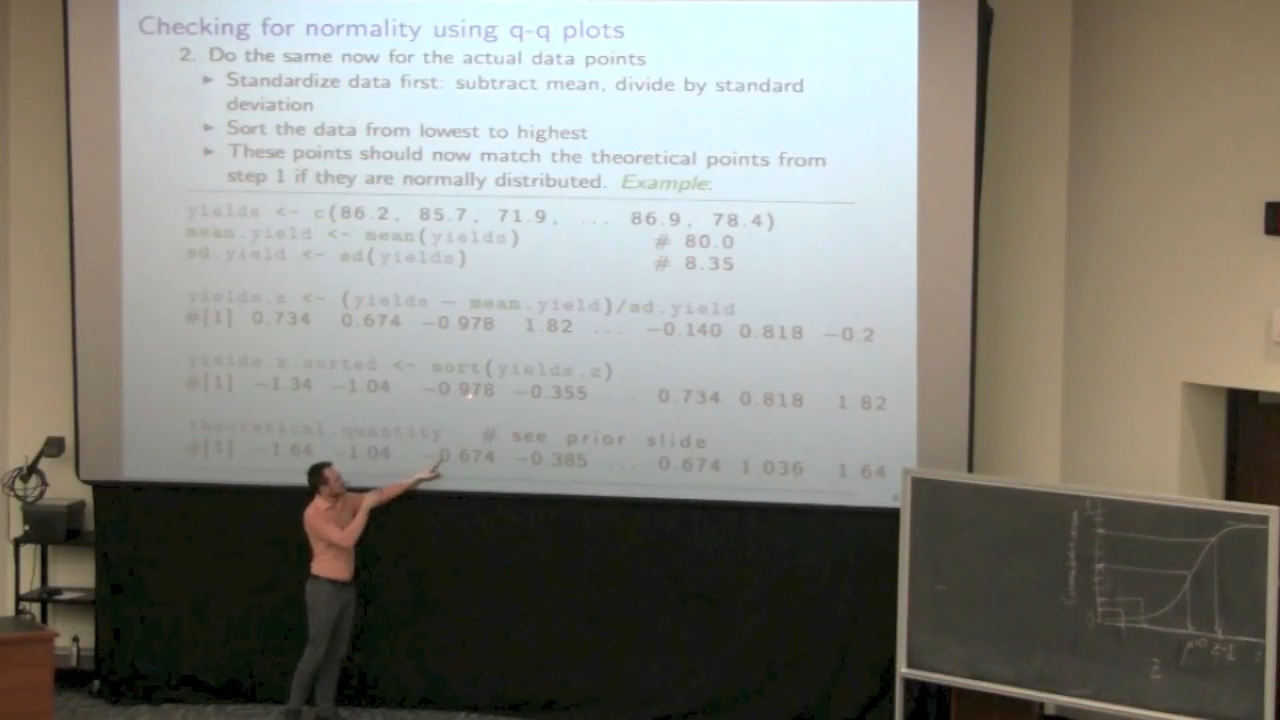 Checking for normality using q-q plots
2. Do the same now for the actual data points
► Standardize data first: subtract mean, divide by standard
deviation
► Sort the data from lowest to highest
► These points should now match the theoretical points from
step 1 if they are normally distributed. Example:
yields <- c(86.2, 85.7, 71.9, ... 86.9, 78.4)
mean.yield <- mean(yields) # 80.0
sd.yield <- sd(yields) # 8.35
yields.z <- (yields - mean.yield)/sd.yield
#[1] 0.734 0.674 -0.978 1.82 ... -0.140 0.818 -0.2
yields.z.sorted <- sort(yields.z)
#[1] -1.34 -1.04 -0.978 -0.355 ... 0.734 0.818 1.82
theoretical.quantity # see prior slide
#[1] -1.64 -1.04 -0.674 -0.385 ... 0.674 1.036 1.64